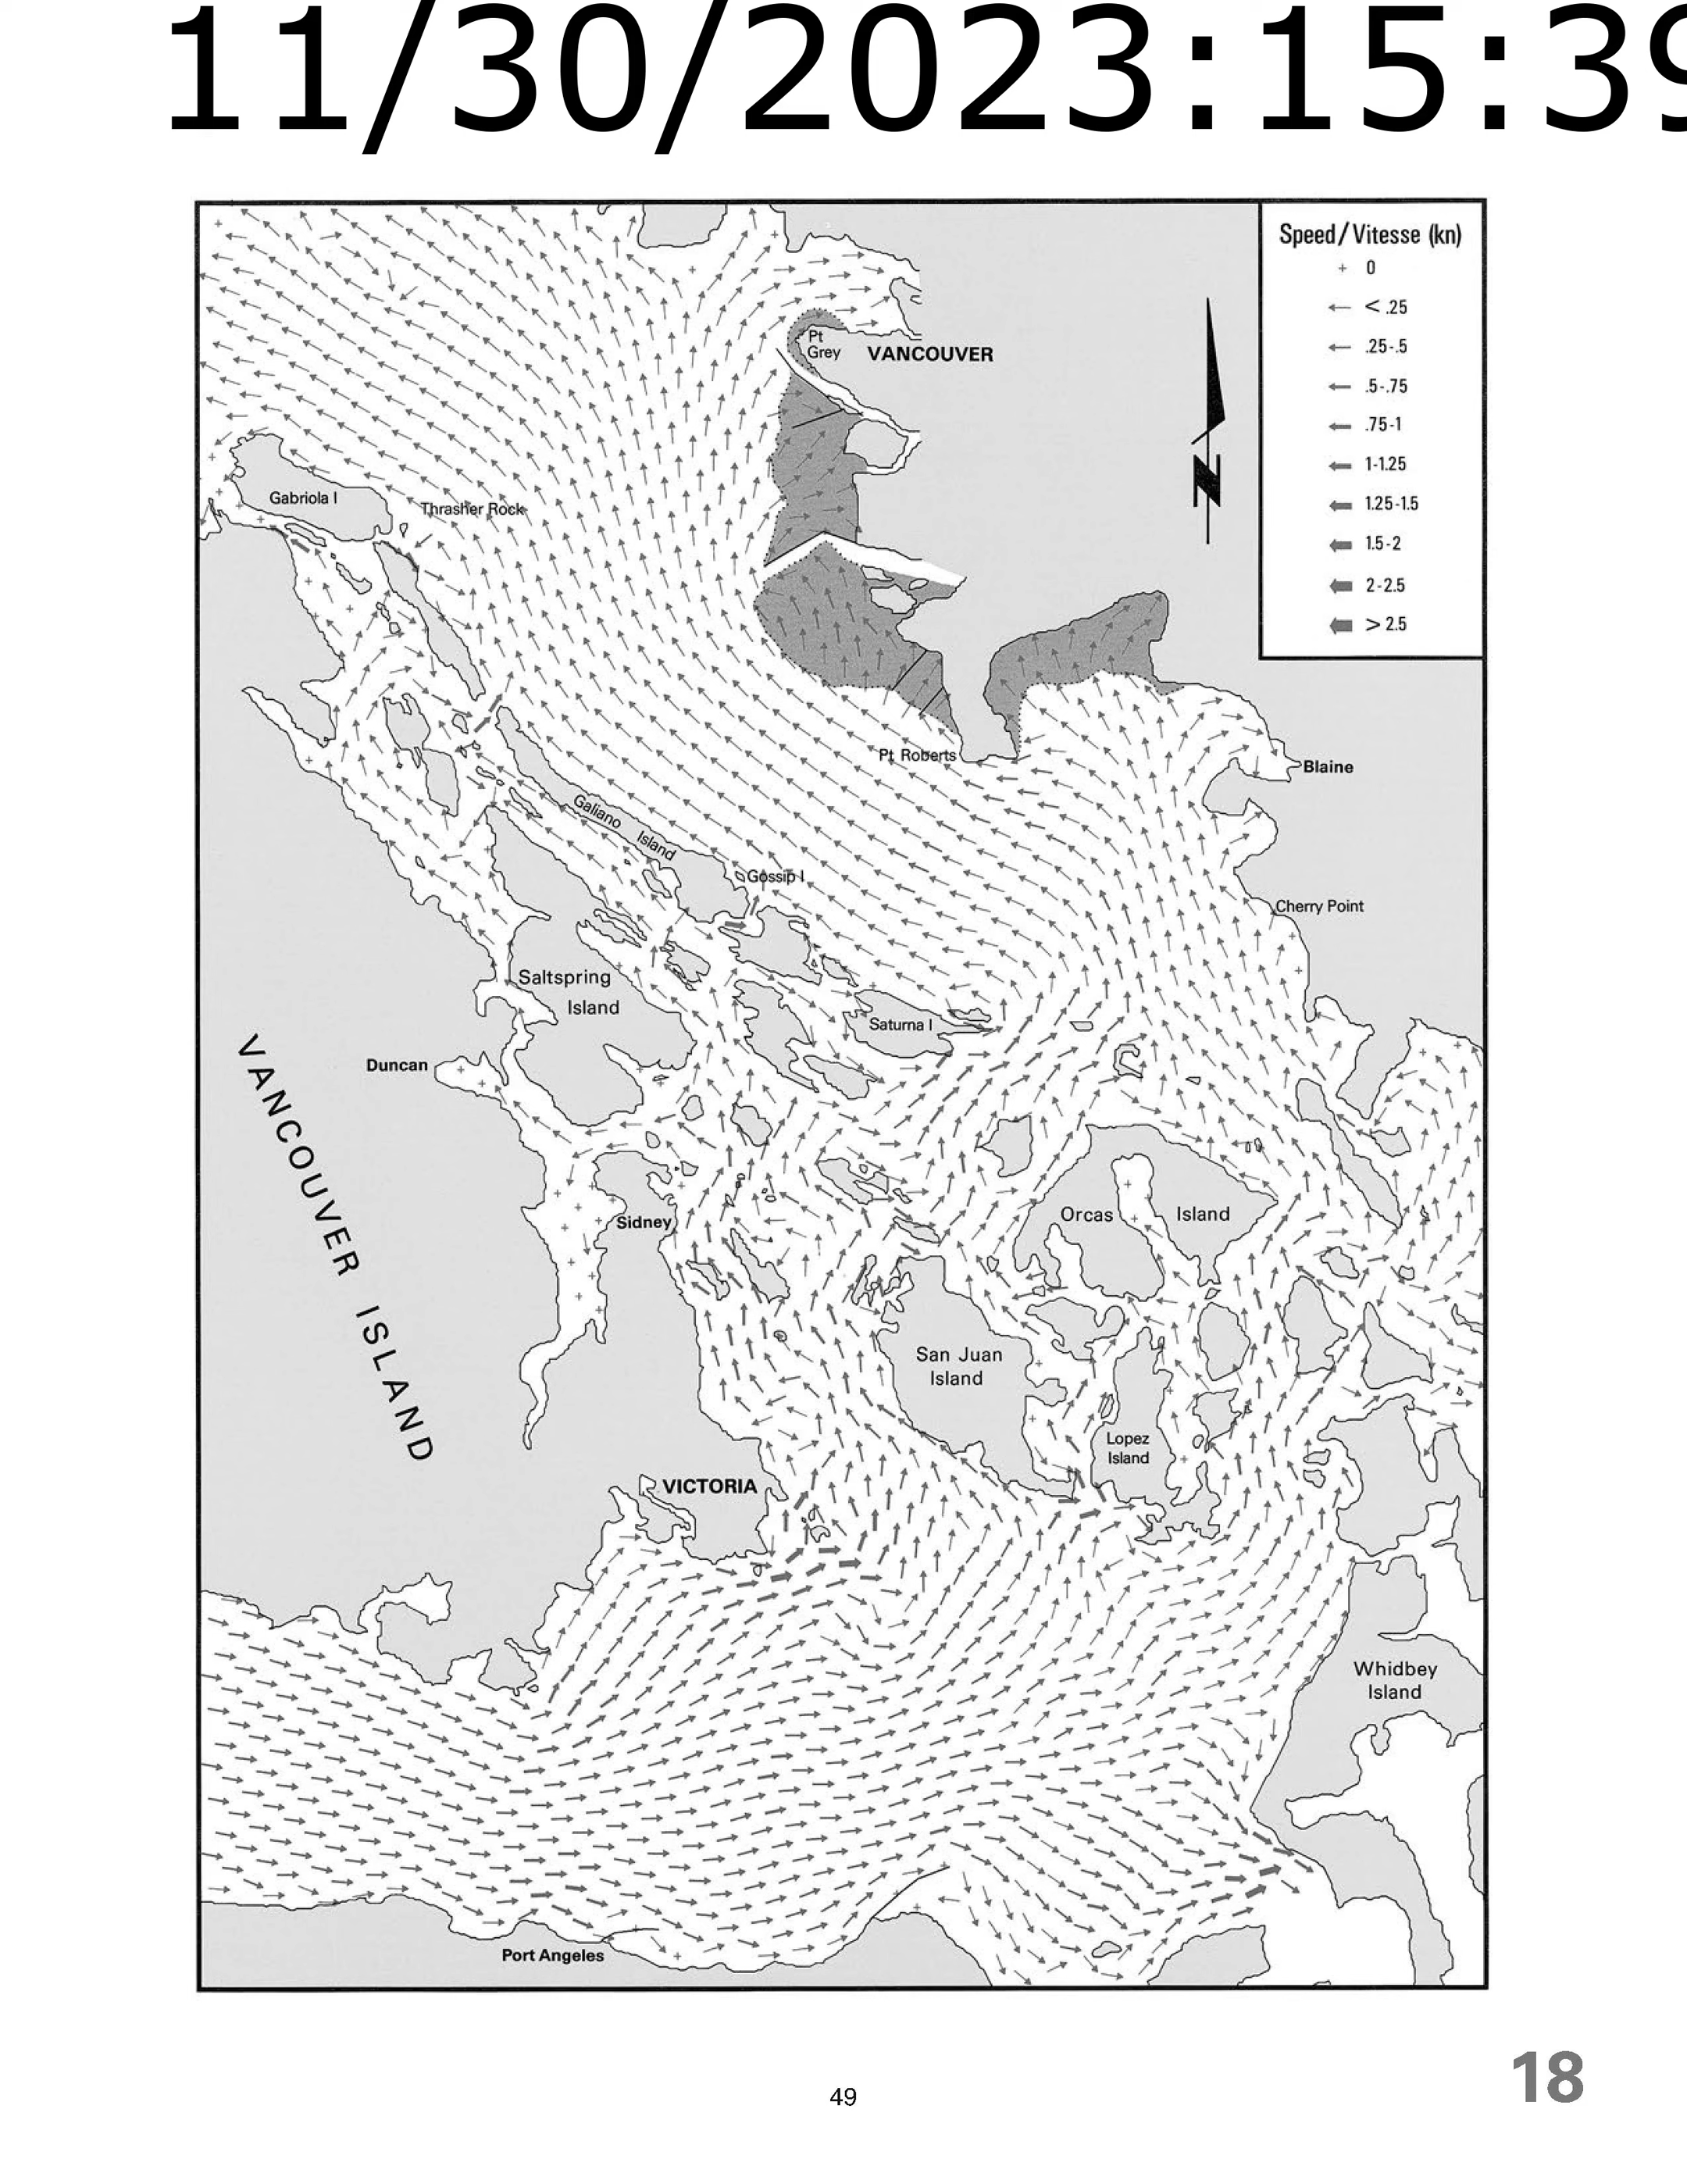 11/30/2023:15:39
Speed/Vitesse (kn)
+ 0
< .25
.25-.5
.5-.75
.75-1
1-1.25
1.25-1.5
1.5-2
2-2.5
> 2.5
Pt
Grey
VANCOUVER
N
Gabriola I
Thrasher Rock
Pt Roberts
Blaine
Galiano Island
Gossip I
Cherry Point
Saltspring
Island
Saturna I
Duncan
VANCOUVER ISLAND
Sidney
Orcas Island
San Juan
Island
Lopez
Island
VICTORIA
Whidbey
Island
Port Angeles
49
18